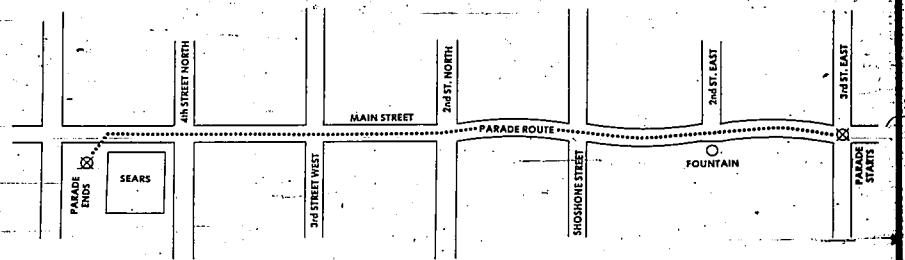 4th STREET NORTH
3rd STREET WEST
MAIN STREET
2nd ST. NORTH
PARADE ROUTE
SHOSHONE STREET
2nd ST. EAST
FOUNTAIN
3rd ST. EAST
PARADE
STARTS
SEARS
PARADE
ENDS